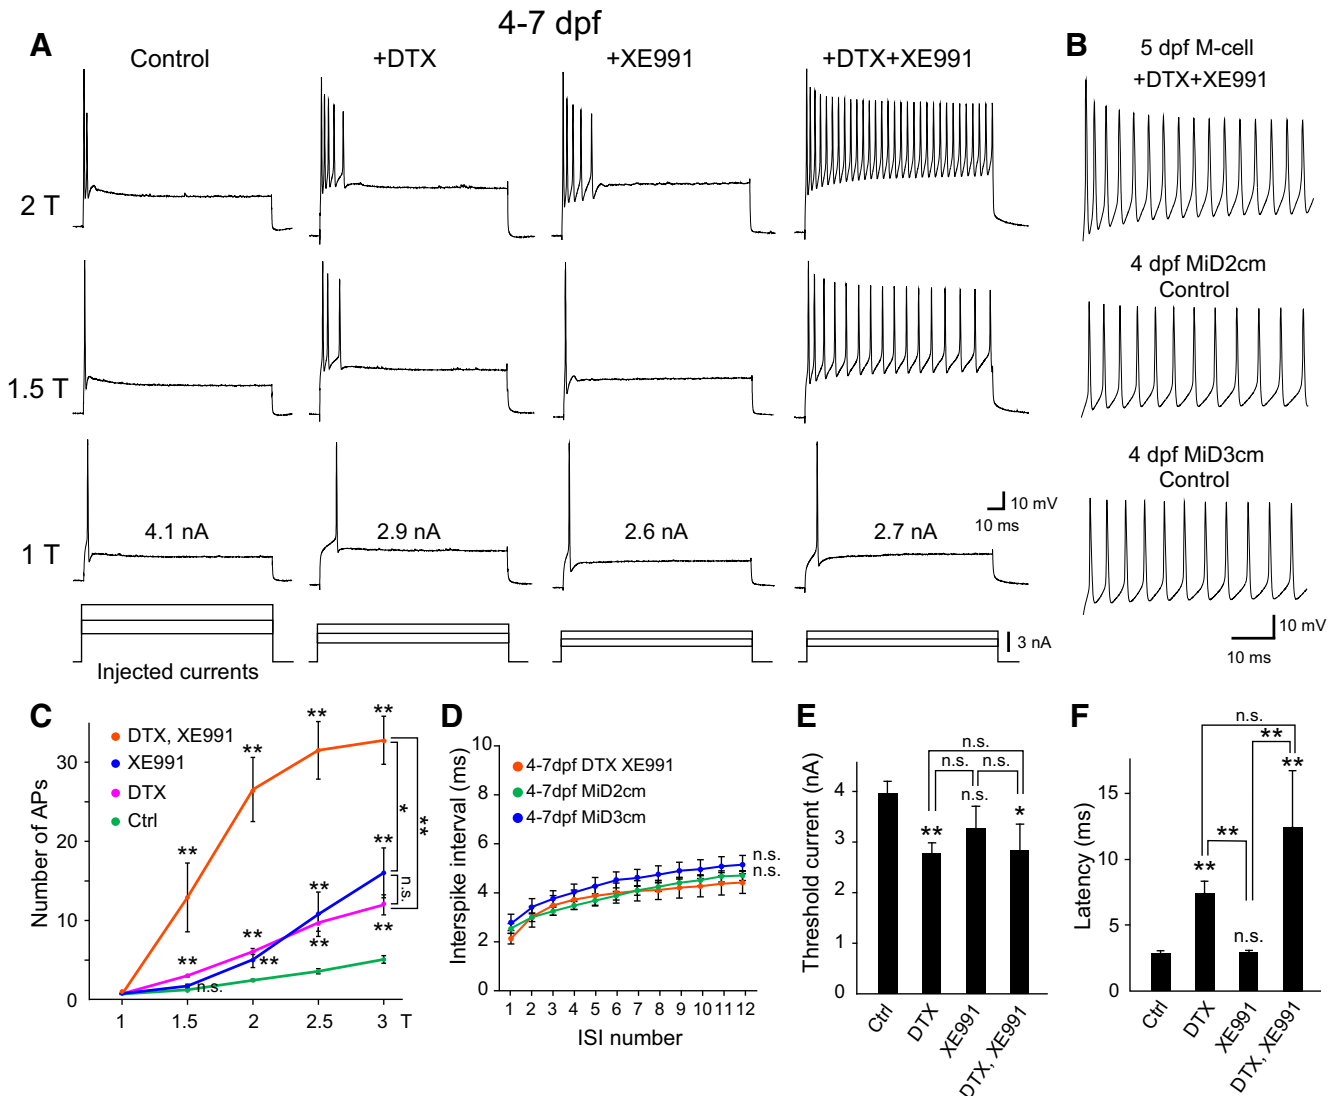 4-7 dpf
A
Control
+DTX
+XE991
+DTX+XE991
2 T
1.5 T
1 T
4.1 nA
2.9 nA
2.6 nA
2.7 nA
10 mV
10 ms
Injected currents
3 nA
B
5 dpf M-cell
+DTX+XE991
4 dpf MiD2cm
Control
4 dpf MiD3cm
Control
10 mV
10 ms
C
DTX, XE991
XE991
DTX
Ctrl
Number of APs
30
20
10
0
1
1.5
2
2.5
3
T
**
**
**
**
**
**
**
**
**
**
**
n.s.
*
**
n.s.
D
4-7dpf DTX XE991
4-7dpf MiD2cm
4-7dpf MiD3cm
Interspike interval (ms)
10
8
6
4
2
0
n.s.
n.s.
1 2 3 4 5 6 7 8 9 10 11 12
ISI number
E
Threshold current (nA)
4
3
2
1
0
n.s.
n.s.
n.s.
**
n.s.
*
Ctrl
DTX
XE991
DTX, XE991
F
Latency (ms)
15
10
5
0
n.s.
**
**
**
**
n.s.
Ctrl
DTX
XE991
DTX, XE991